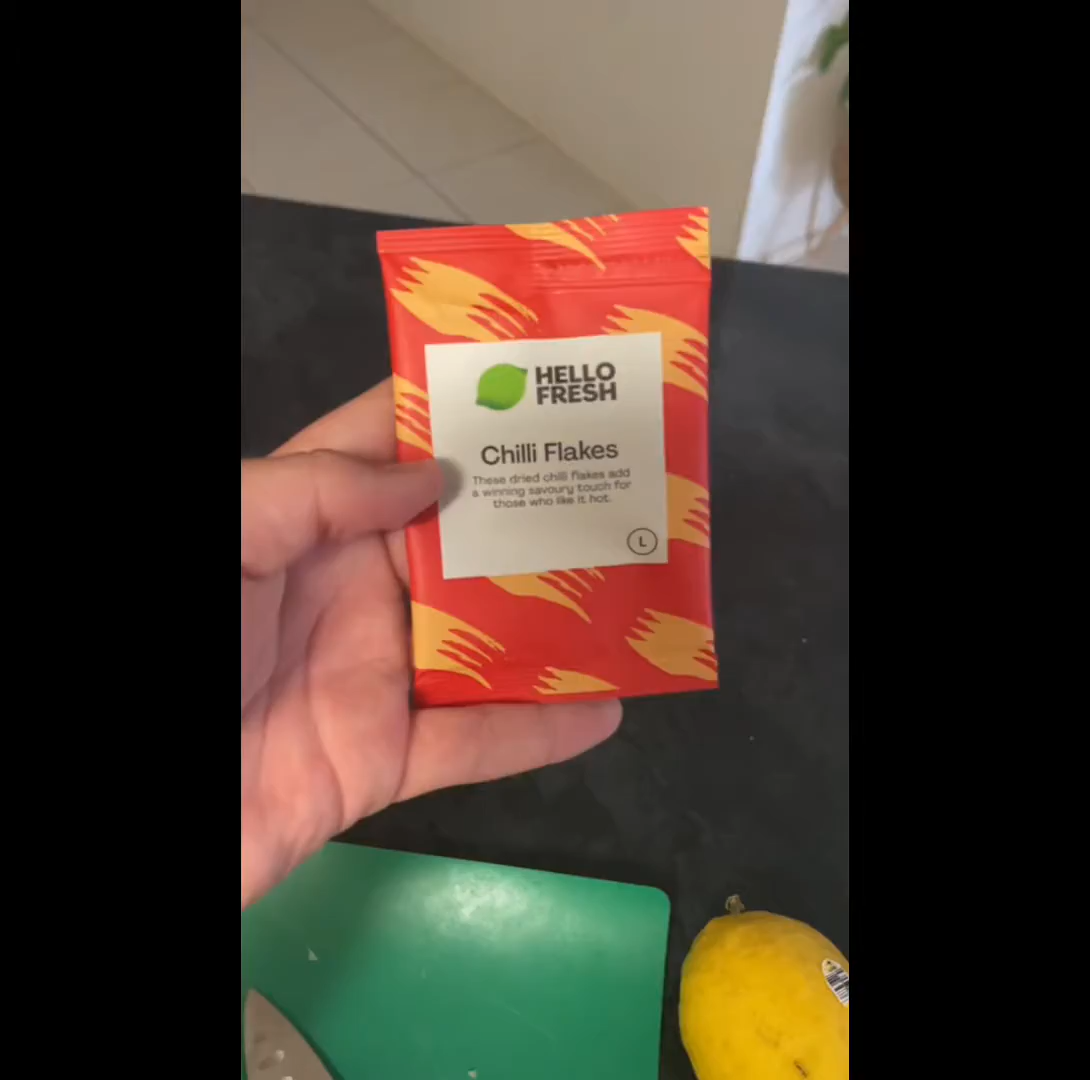 HELLO
FRESH
Chilli Flakes
These dried chilli flakes add
a winning savoury touch for
those who like it hot.
L